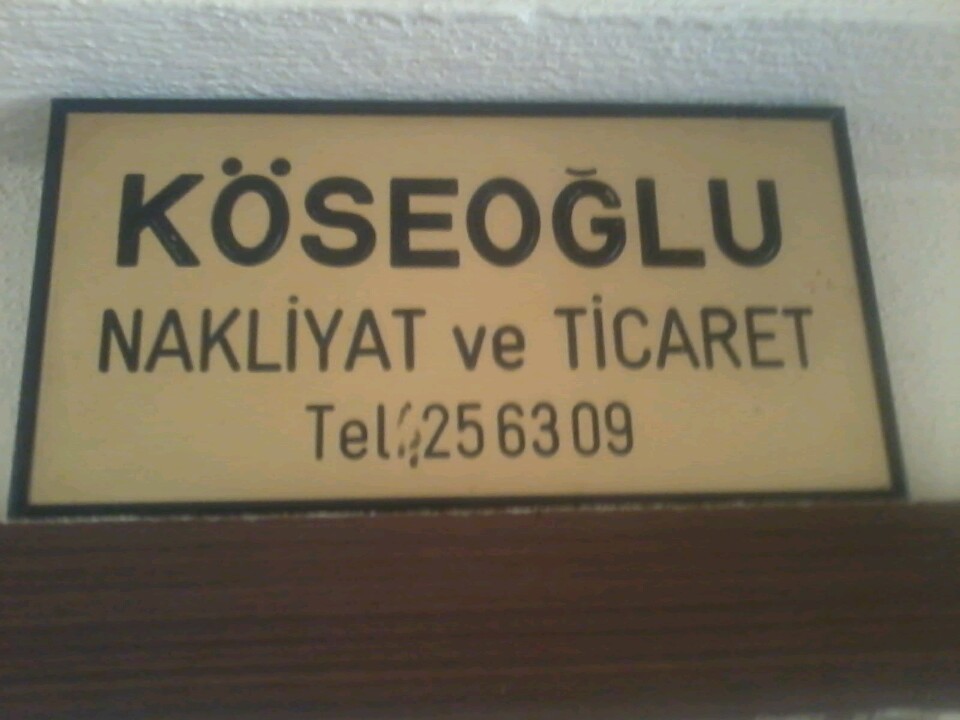 KÖSEOĞLU
NAKLİYAT ve TİCARET
Tel 25 63 09